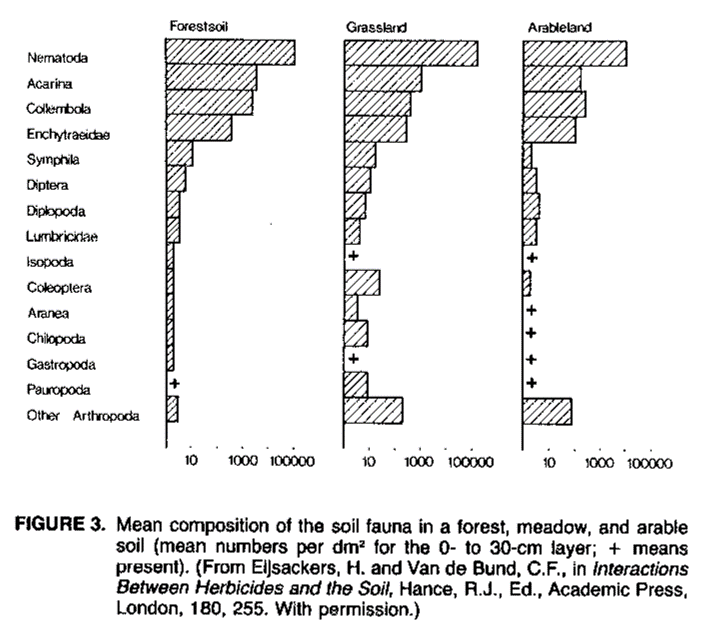 Forestsoil Grassland Arableland
Nematoda
Acarina
Collembola
Enchytraeidae
Symphila
Diptera
Diplopoda
Lumbricidae
Isopoda + +
Coleoptera
Aranea +
Chilopoda +
Gastropoda + +
Pauropoda + +
Other Arthropoda
10 1000 100000 10 1000 100000 10 1000 100000
FIGURE 3. Mean composition of the soil fauna in a forest, meadow, and arable
soil (mean numbers per dm² for the 0- to 30-cm layer; + means
present). (From Eijsackers, H. and Van de Bund, C.F., in Interactions
Between Herbicides and the Soil, Hance, R.J., Ed., Academic Press,
London, 180, 255. With permission.)